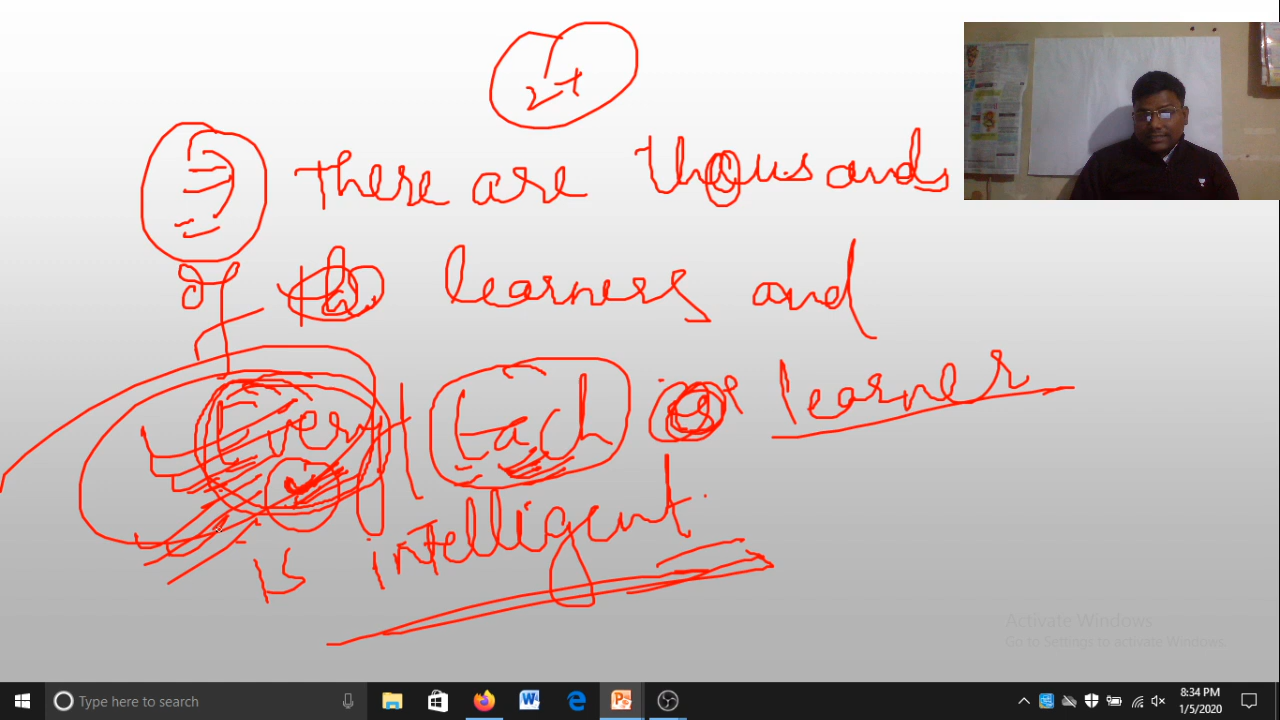 2+
There are thousands
of learners and
Every / Each learner
is intelligent
Activate Windows
Go to Settings to activate Windows
Type here to search
8:34 PM
1/5/2020